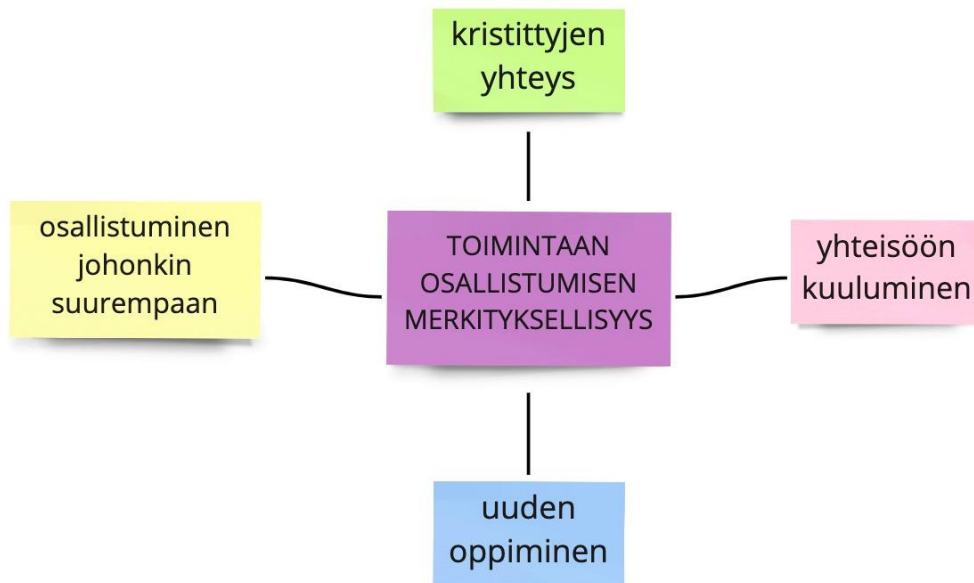 kristittyjen
yhteys
osallistuminen
johonkin
suurempaan
TOIMINTAAN
OSALLISTUMISEN
MERKITYKSELLISYYS
yhteisöön
kuuluminen
uuden
oppiminen